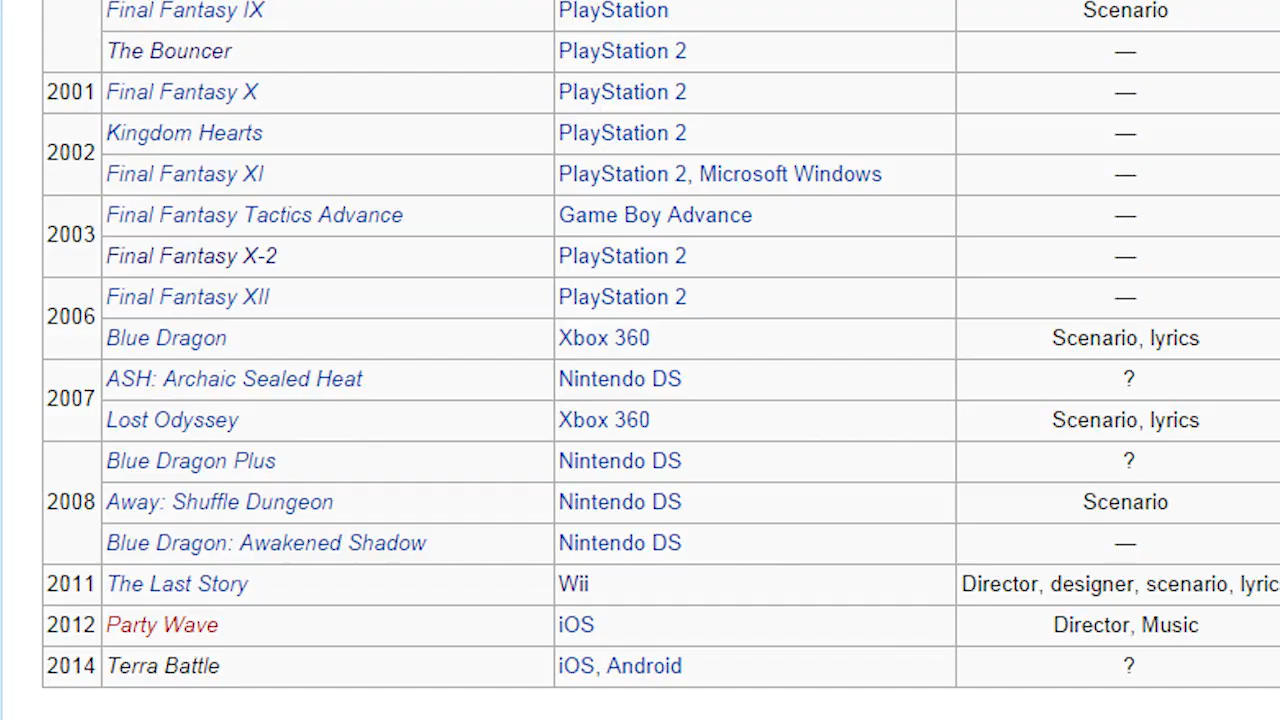 Final Fantasy IX PlayStation Scenario
The Bouncer PlayStation 2 —
2001 Final Fantasy X PlayStation 2 —
2002 Kingdom Hearts PlayStation 2 —
Final Fantasy XI PlayStation 2, Microsoft Windows —
2003 Final Fantasy Tactics Advance Game Boy Advance —
Final Fantasy X-2 PlayStation 2 —
2006 Final Fantasy XII PlayStation 2 —
Blue Dragon Xbox 360 Scenario, lyrics
2007 ASH: Archaic Sealed Heat Nintendo DS ?
Lost Odyssey Xbox 360 Scenario, lyrics
2008 Blue Dragon Plus Nintendo DS ?
Away: Shuffle Dungeon Nintendo DS Scenario
Blue Dragon: Awakened Shadow Nintendo DS —
2011 The Last Story Wii Director, designer, scenario, lyric
2012 Party Wave iOS Director, Music
2014 Terra Battle iOS, Android ?